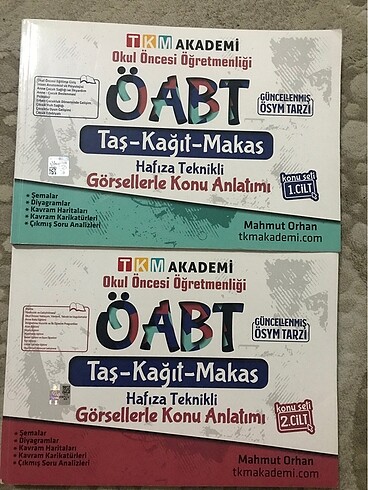 TKM AKADEMİ
Okul Öncesi Öğretmenliği
ÖABT
GÜNCELLENMİŞ
ÖSYM TARZI
Taş-Kağıt-Makas
Hafıza Teknikli
Görsellerle Konu Anlatımı
konu seti
1.CİLT
• Şemalar
• Diyagramlar
• Kavram Haritaları
• Kavram Karikatürleri
• Çıkmış Soru Analizleri
Mahmut Orhan
tkmakademi.com
TKM AKADEMİ
Okul Öncesi Öğretmenliği
ÖABT
GÜNCELLENMİŞ
ÖSYM TARZI
Taş-Kağıt-Makas
Hafıza Teknikli
Görsellerle Konu Anlatımı
konu seti
2.CİLT
• Şemalar
• Diyagramlar
• Kavram Haritaları
• Kavram Karikatürleri
• Çıkmış Soru Analizleri
Mahmut Orhan
tkmakademi.com